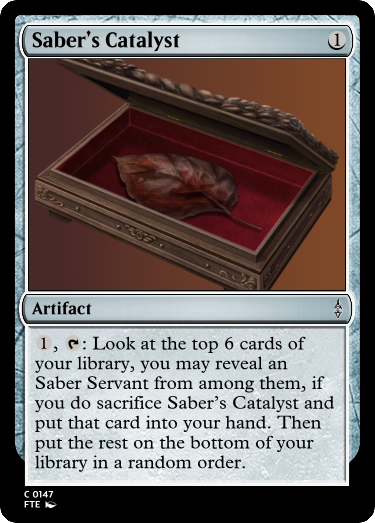 Saber's Catalyst 1
Artifact
1 , : Look at the top 6 cards of
your library, you may reveal an
Saber Servant from among them, if
you do sacrifice Saber's Catalyst and
put that card into your hand. Then
put the rest on the bottom of your
library in a random order.
C 0147
FTE